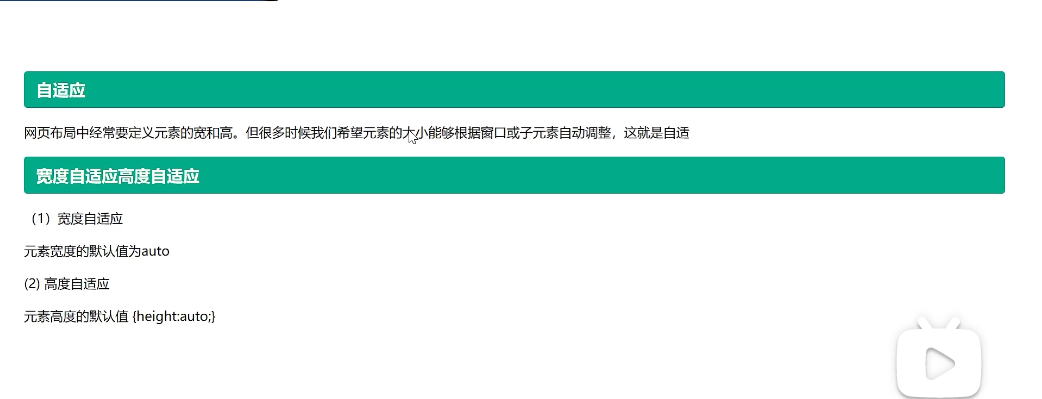 自适应
网页布局中经常要定义元素的宽和高。但很多时候我们希望元素的大小能够根据窗口或子元素自动调整，这就是自适
宽度自适应高度自适应
（1）宽度自适应
元素宽度的默认值为auto
(2) 高度自适应
元素高度的默认值 {height:auto;}